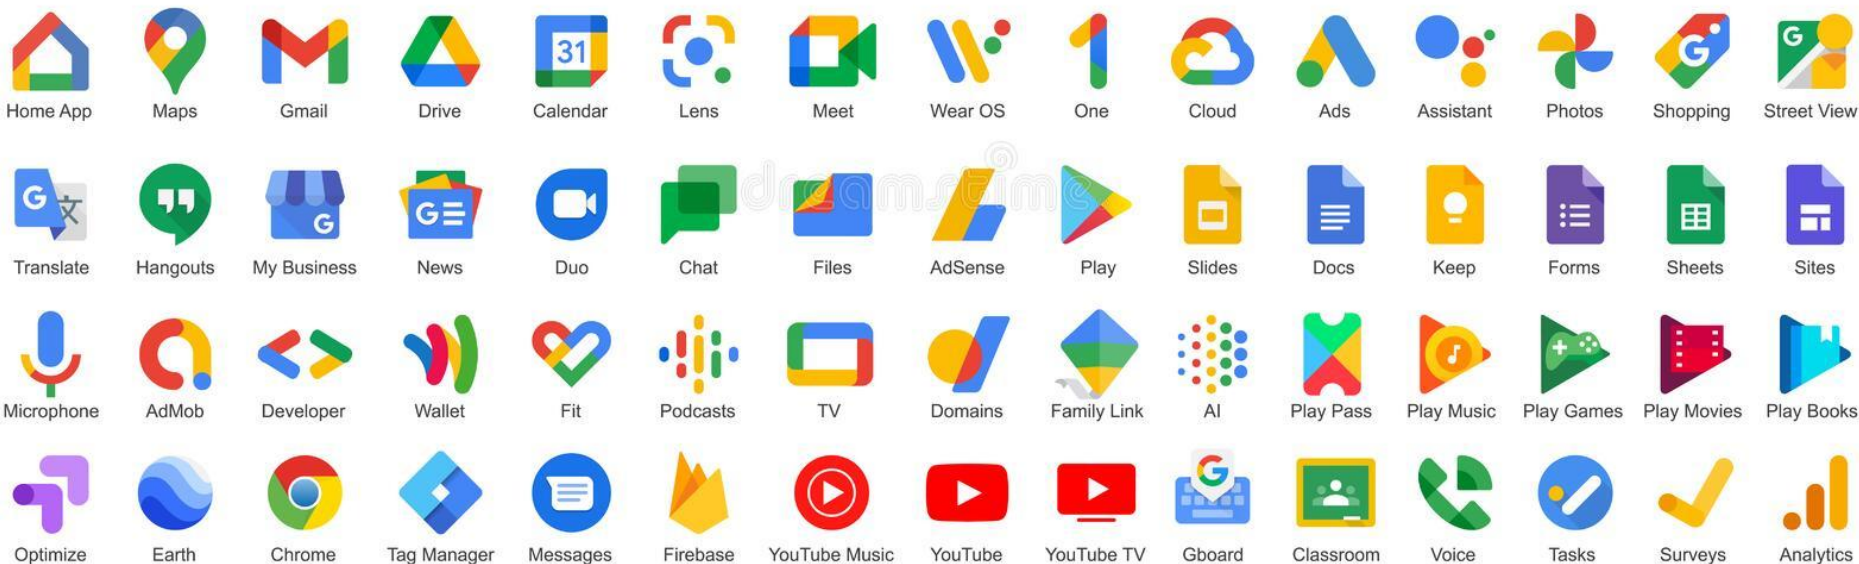 Home App Maps Gmail Drive Calendar Lens Meet Wear OS One Cloud Ads Assistant Photos Shopping Street View
31
G
G
Translate Hangouts My Business News Duo Chat Files AdSense Play Slides Docs Keep Forms Sheets Sites
G
文
G
G
dreamstime
Microphone AdMob Developer Wallet Fit Podcasts TV Domains Family Link AI Play Pass Play Music Play Games Play Movies Play Books
Optimize Earth Chrome Tag Manager Messages Firebase YouTube Music YouTube YouTube TV Gboard Classroom Voice Tasks Surveys Analytics
G